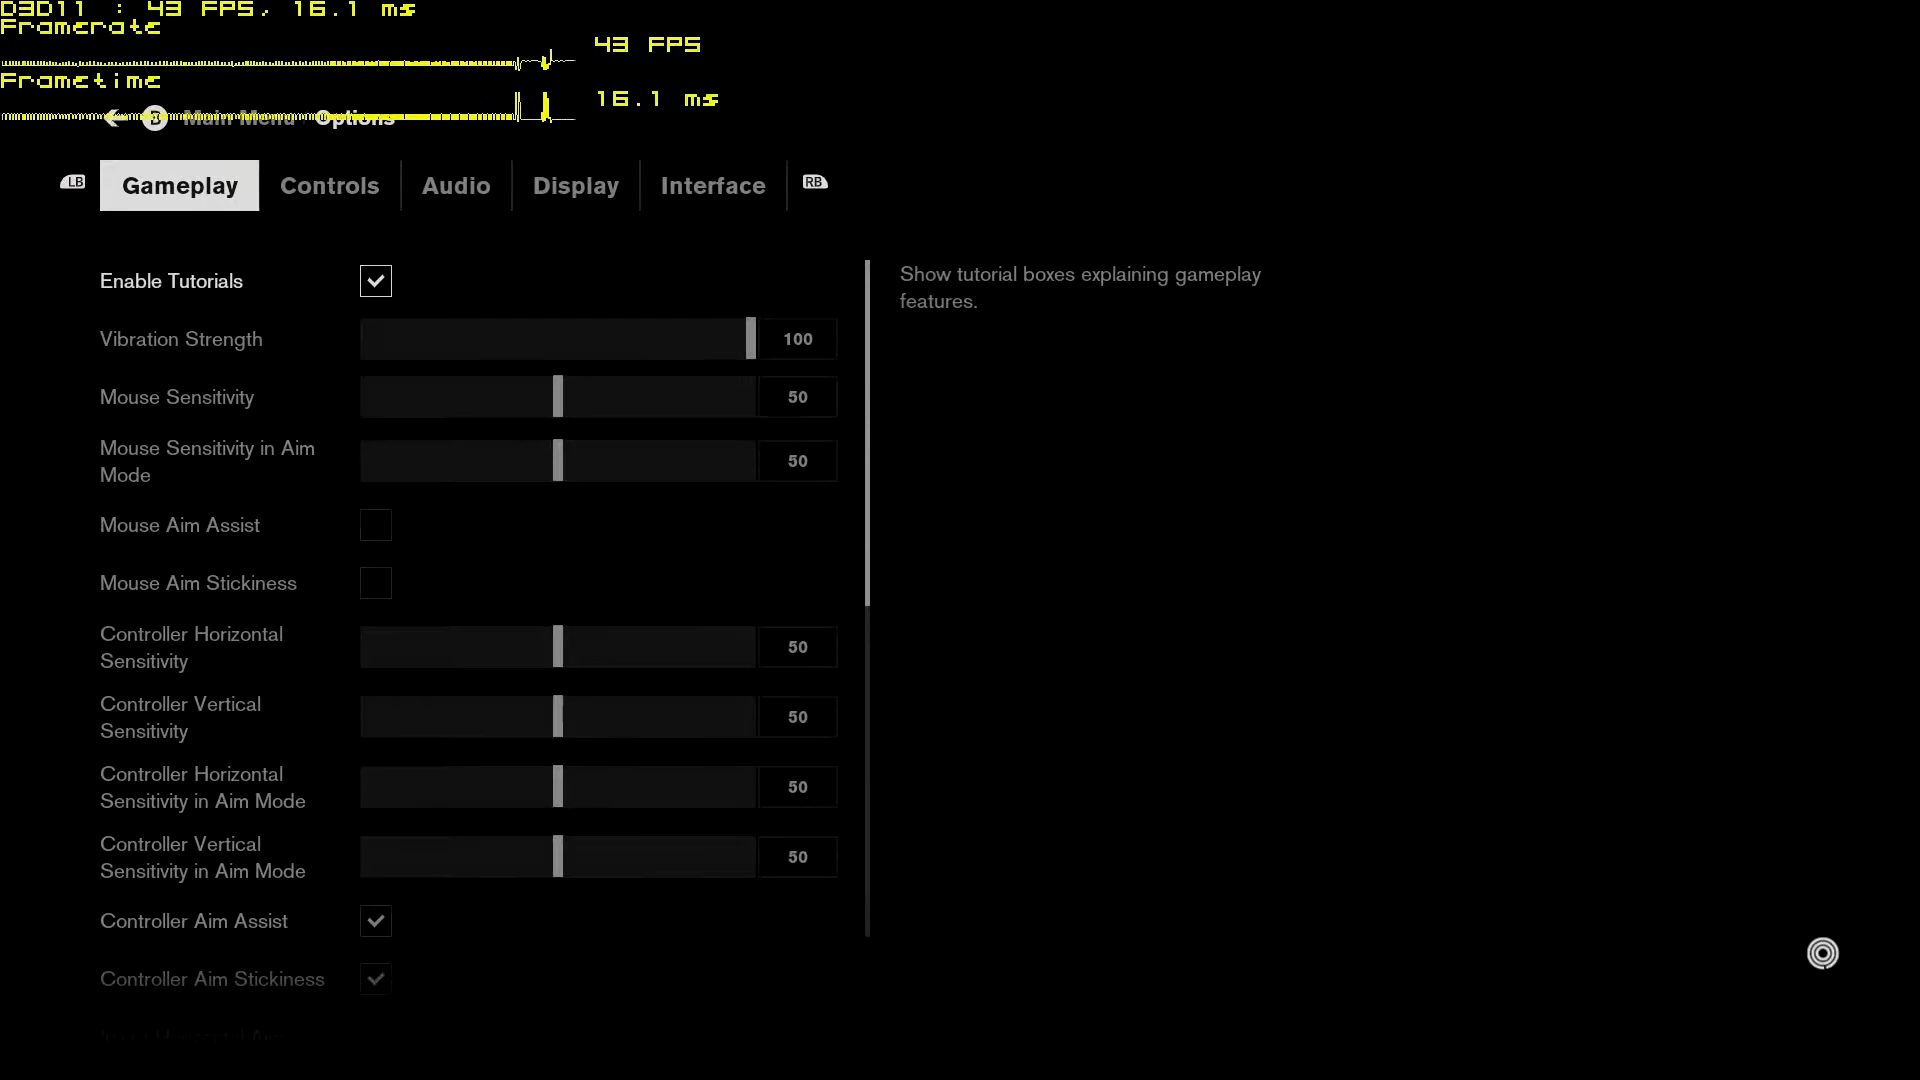 D3D11 : 43 FPS, 16.1 ms
Framerate
43 FPS
Frametime
16.1 ms
B Main Menu Options
LB Gameplay Controls Audio Display Interface RB
Enable Tutorials
Show tutorial boxes explaining gameplay
features.
Vibration Strength 100
Mouse Sensitivity 50
Mouse Sensitivity in Aim
Mode
50
Mouse Aim Assist
Mouse Aim Stickiness
Controller Horizontal
Sensitivity
50
Controller Vertical
Sensitivity
50
Controller Horizontal
Sensitivity in Aim Mode
50
Controller Vertical
Sensitivity in Aim Mode
50
Controller Aim Assist
Controller Aim Stickiness